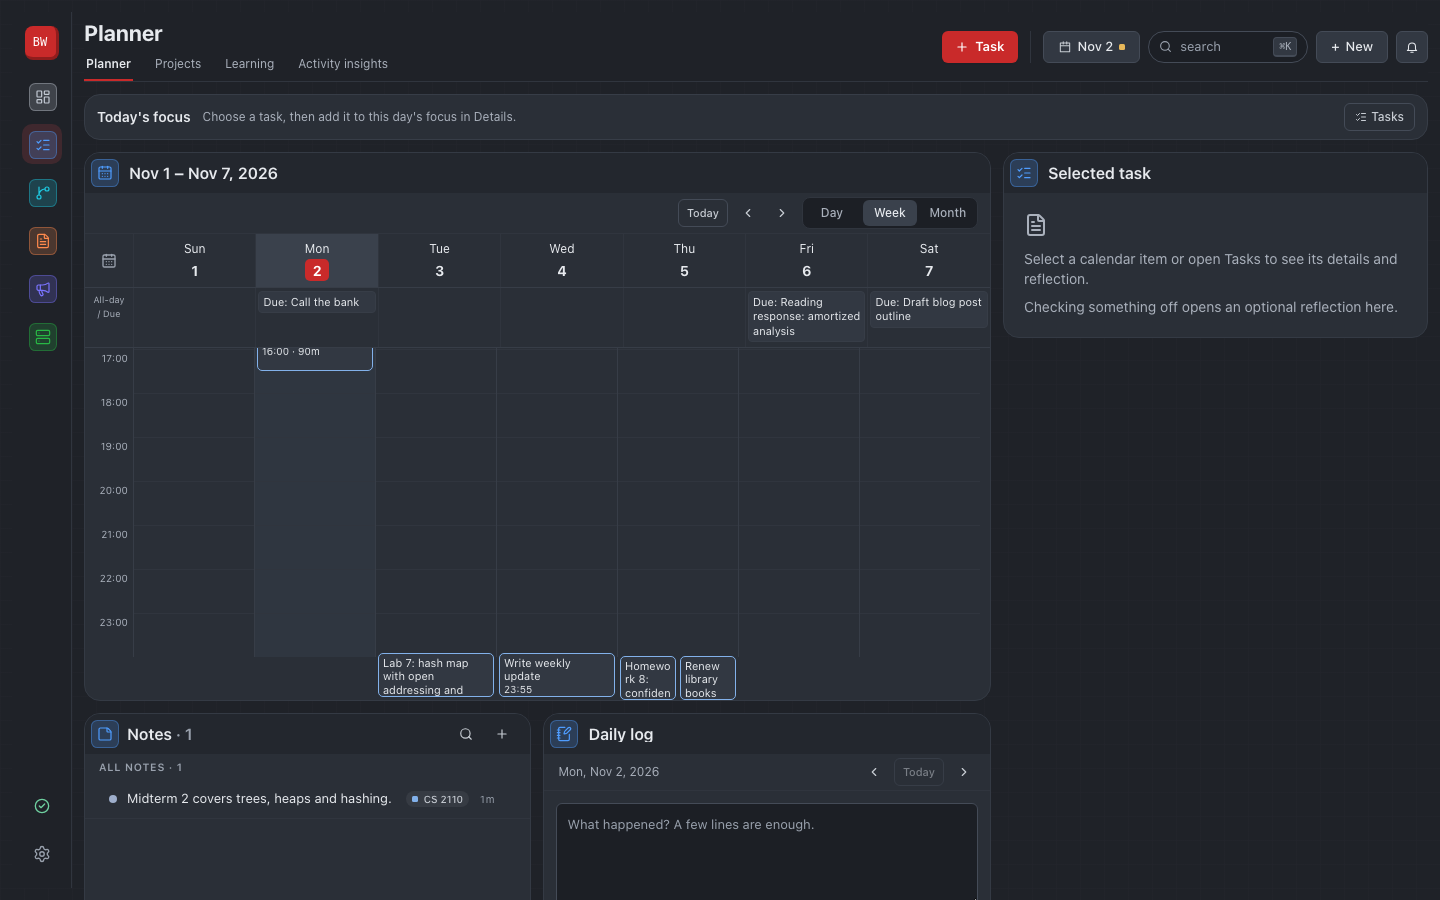 BW
Planner
Planner Projects Learning Activity insights
+ Task
Nov 2
search
⌘K
+ New
Today's focus Choose a task, then add it to this day's focus in Details.
Tasks
Nov 1 – Nov 7, 2026
Today
Day Week Month
Sun Mon Tue Wed Thu Fri Sat
1 2 3 4 5 6 7
All-day
/ Due
Due: Call the bank
Due: Reading
response: amortized
analysis
Due: Draft blog post
outline
16:00 · 90m
17:00
18:00
19:00
20:00
21:00
22:00
23:00
Lab 7: hash map
with open
addressing and
Write weekly
update
23:55
Homewo
rk 8:
confiden
Renew
library
books
Selected task
Select a calendar item or open Tasks to see its details and
reflection.
Checking something off opens an optional reflection here.
Notes · 1
ALL NOTES · 1
Midterm 2 covers trees, heaps and hashing. CS 2110 1m
Daily log
Mon, Nov 2, 2026
Today
What happened? A few lines are enough.